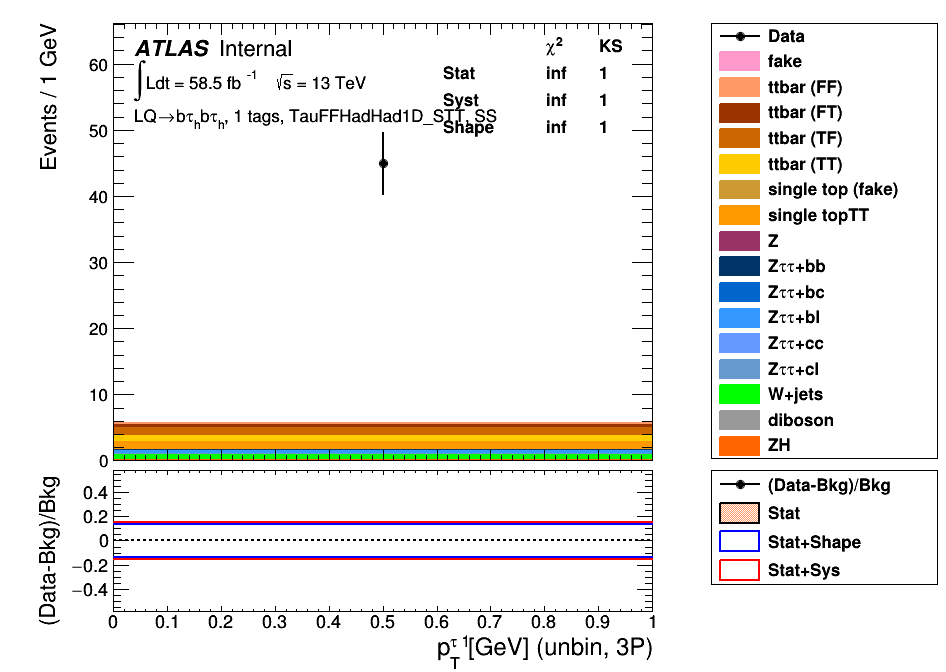 Events / 1 GeV
60
50
40
30
20
10
0
ATLAS Internal
∫Ldt = 58.5 fb⁻¹ √s = 13 TeV
LQ→bτₕbτₕ, 1 tags, TauFFHadHad1D_STT, SS
χ² KS
Stat inf 1
Syst inf 1
Shape inf 1
Data
fake
ttbar (FF)
ttbar (FT)
ttbar (TF)
ttbar (TT)
single top (fake)
single topTT
Z
Zττ+bb
Zττ+bc
Zττ+bl
Zττ+cc
Zττ+cl
W+jets
diboson
ZH
(Data-Bkg)/Bkg
0.4
0.2
0
−0.2
−0.4
0 0.1 0.2 0.3 0.4 0.5 0.6 0.7 0.8 0.9 1
p_T^τ 1[GeV] (unbin, 3P)
(Data-Bkg)/Bkg
Stat
Stat+Shape
Stat+Sys